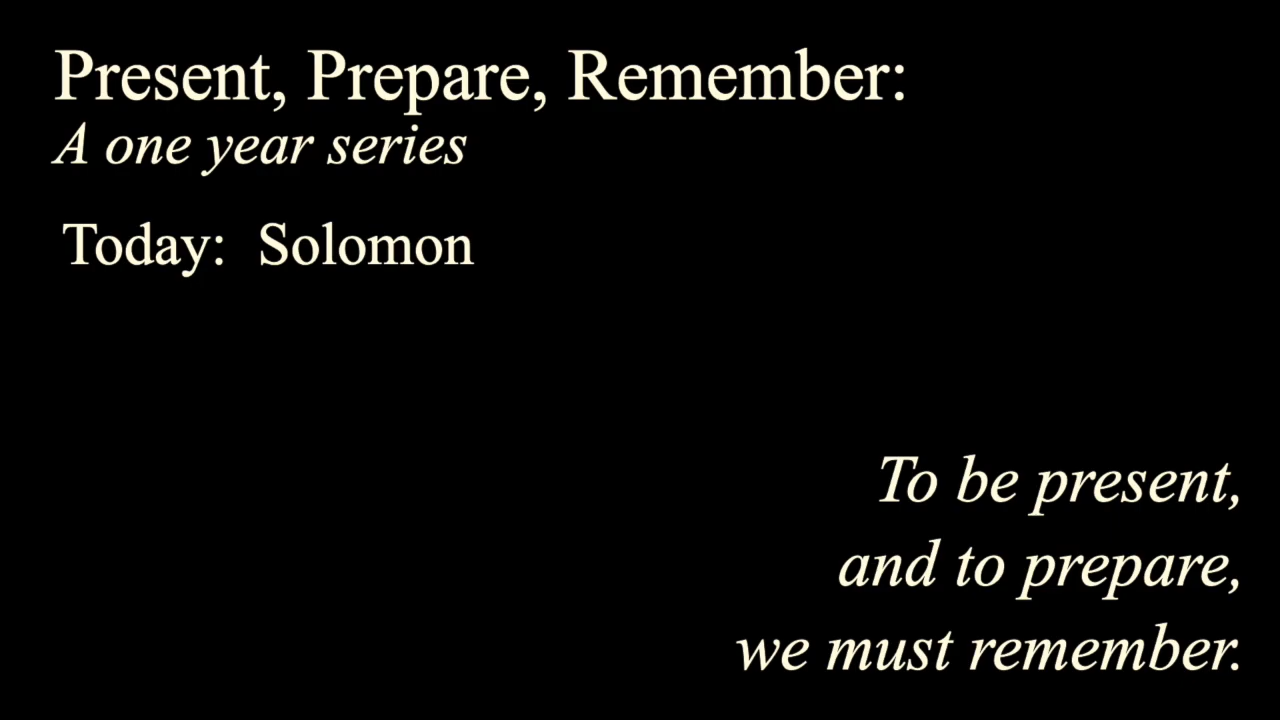 Present, Prepare, Remember:
A one year series
Today: Solomon
To be present,
and to prepare,
we must remember.